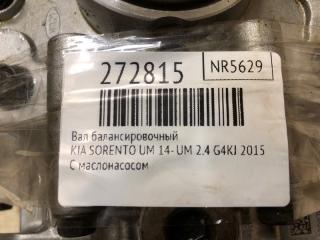 272815
NR5629
Вал балансировочный
KIA SORENTO UM 14- UM 2.4 G4KJ 2015
С маслонасосом